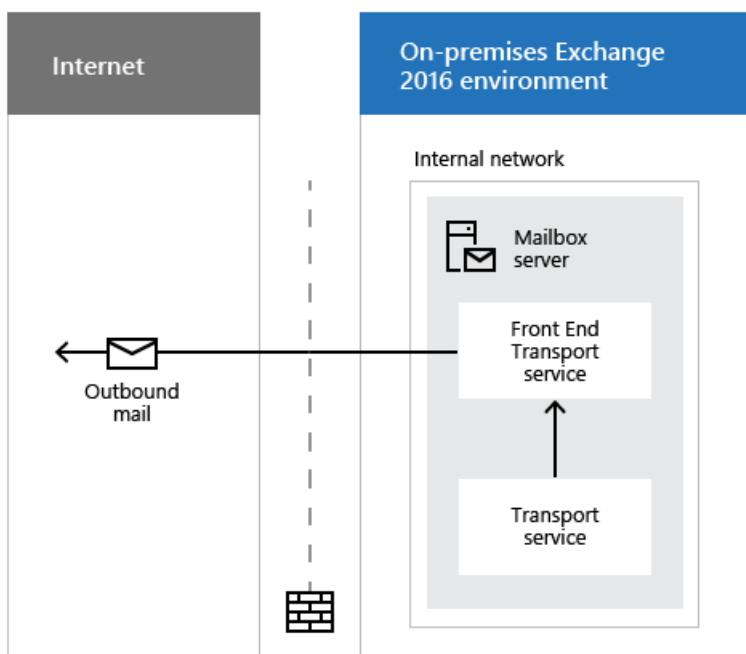 Internet
On-premises Exchange
2016 environment
Internal network
Mailbox
server
Front End
Transport
service
Outbound
mail
Transport
service